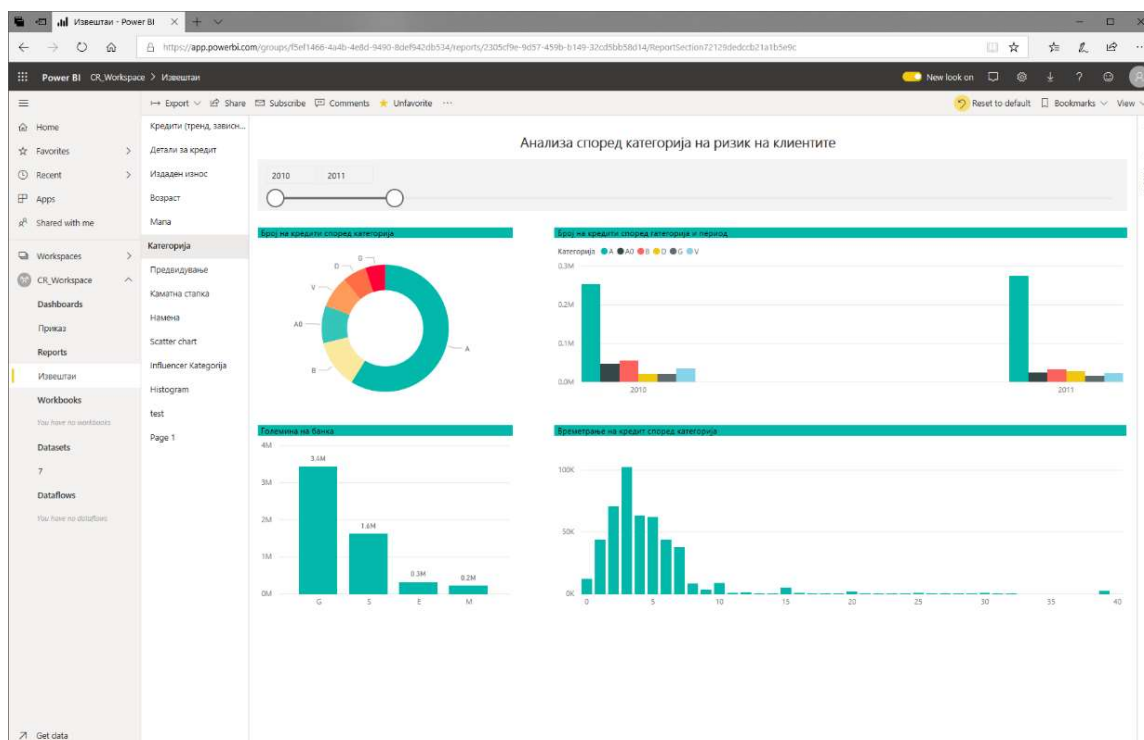 Извештаи - Power BI
https://app.powerbi.com/groups/f5ef1466-4a4b-4e8d-9490-8def942db534/reports/2305cf9e-9d57-459b-b149-32cd5bb58d14/ReportSection72129dedccb21a1b5e9c
Power BI CR_Workspace > Извештаи
New look on
Export Share Subscribe Comments Unfavorite
Reset to default Bookmarks View
Home
Favorites
Recent
Apps
Shared with me
Workspaces
CR_Workspace
Dashboards
Приказ
Reports
Извештаи
Workbooks
You have no workbooks
Datasets
7
Dataflows
You have no dataflows
Get data
Кредити (тренд, зависн...
Детали за кредит
Издаден износ
Возраст
Мапа
Категорија
Предвидување
Каматна стапка
Намена
Scatter chart
Influencer Kategorija
Histogram
test
Page 1
Анализа според категорија на ризик на клиентите
2010 2011
Број на кредити според категорија
D
V
A0
B
A
Број на кредити според категорија и период
Категорија A A0 B D G V
0.3M
0.2M
0.1M
0.0M
2010 2011
Големина на банка
4M
3M
2M
1M
0M
3.4M
1.6M
0.3M
0.2M
G S E M
Времетрање на кредит според категорија
100K
50K
0K
0 5 10 15 20 25 30 35 40